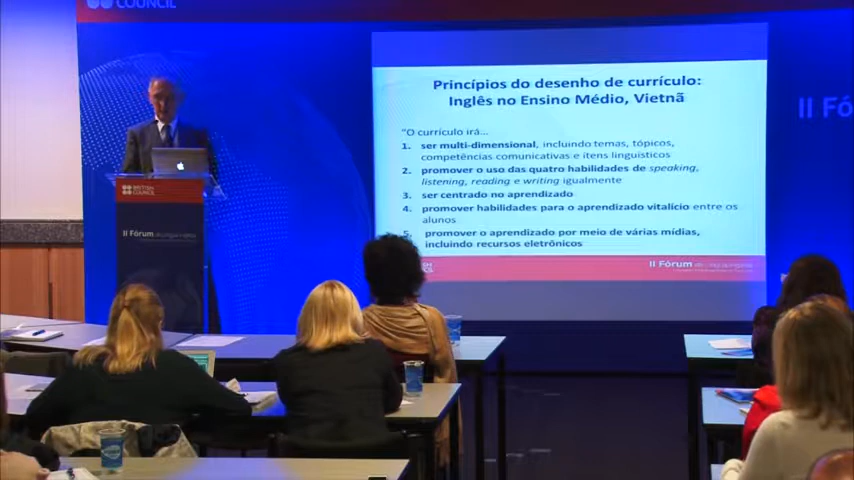 BRITISH COUNCIL
Princípios do desenho de currículo:
Inglês no Ensino Médio, Vietnã
"O currículo irá...
1. ser multi-dimensional, incluindo temas, tópicos,
competências comunicativas e itens linguísticos
2. promover o uso das quatro habilidades de speaking,
listening, reading e writing igualmente
3. ser centrado no aprendizado
4. promover habilidades para o aprendizado vitalício entre os
alunos
5. promover o aprendizado por meio de várias mídias,
incluindo recursos eletrônicos
II Fórum
II Fó
BRITISH
COUNCIL
II Fórum